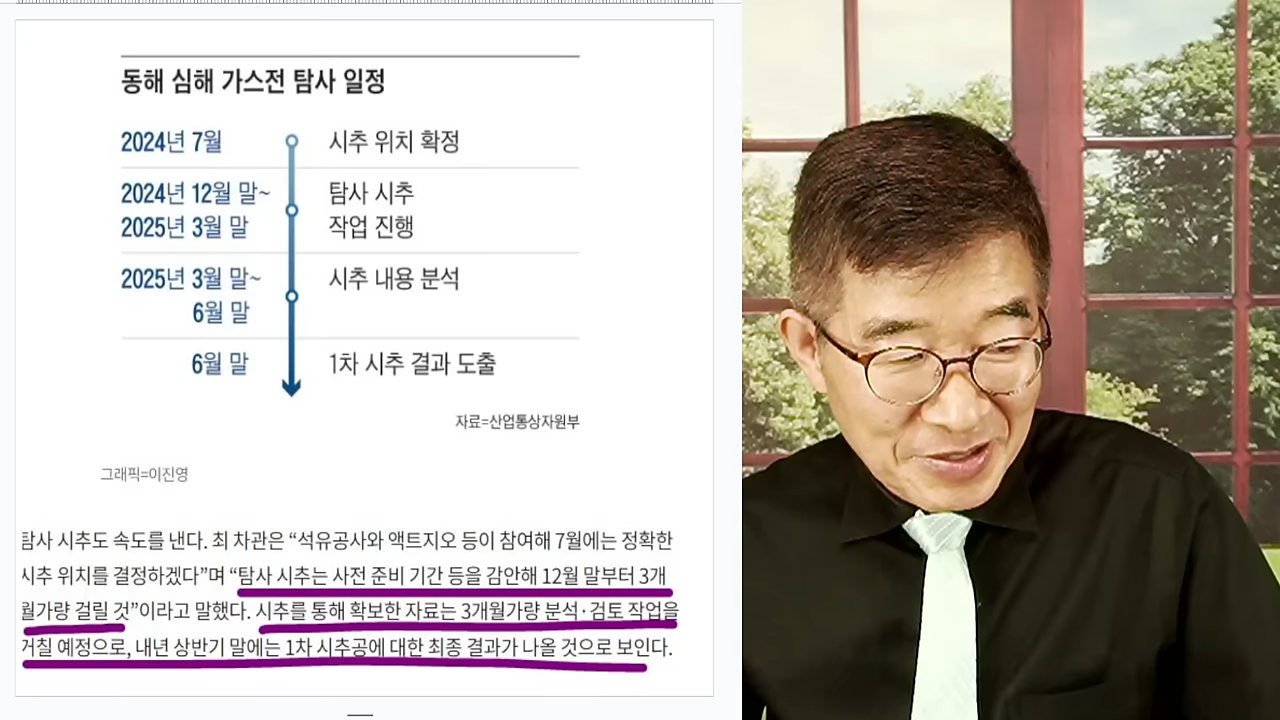 동해 심해 가스전 탐사 일정
2024년 7월 시추 위치 확정
2024년 12월 말~ 탐사 시추
2025년 3월 말 작업 진행
2025년 3월 말~ 시추 내용 분석
6월 말
6월 말 1차 시추 결과 도출
자료=산업통상자원부
그래픽=이진영
탐사 시추도 속도를 낸다. 최 차관은 “석유공사와 액트지오 등이 참여해 7월에는 정확한
시추 위치를 결정하겠다”며 “탐사 시추는 사전 준비 기간 등을 감안해 12월 말부터 3개
월가량 걸릴 것”이라고 말했다. 시추를 통해 확보한 자료는 3개월가량 분석·검토 작업을
거칠 예정으로, 내년 상반기 말에는 1차 시추공에 대한 최종 결과가 나올 것으로 보인다.